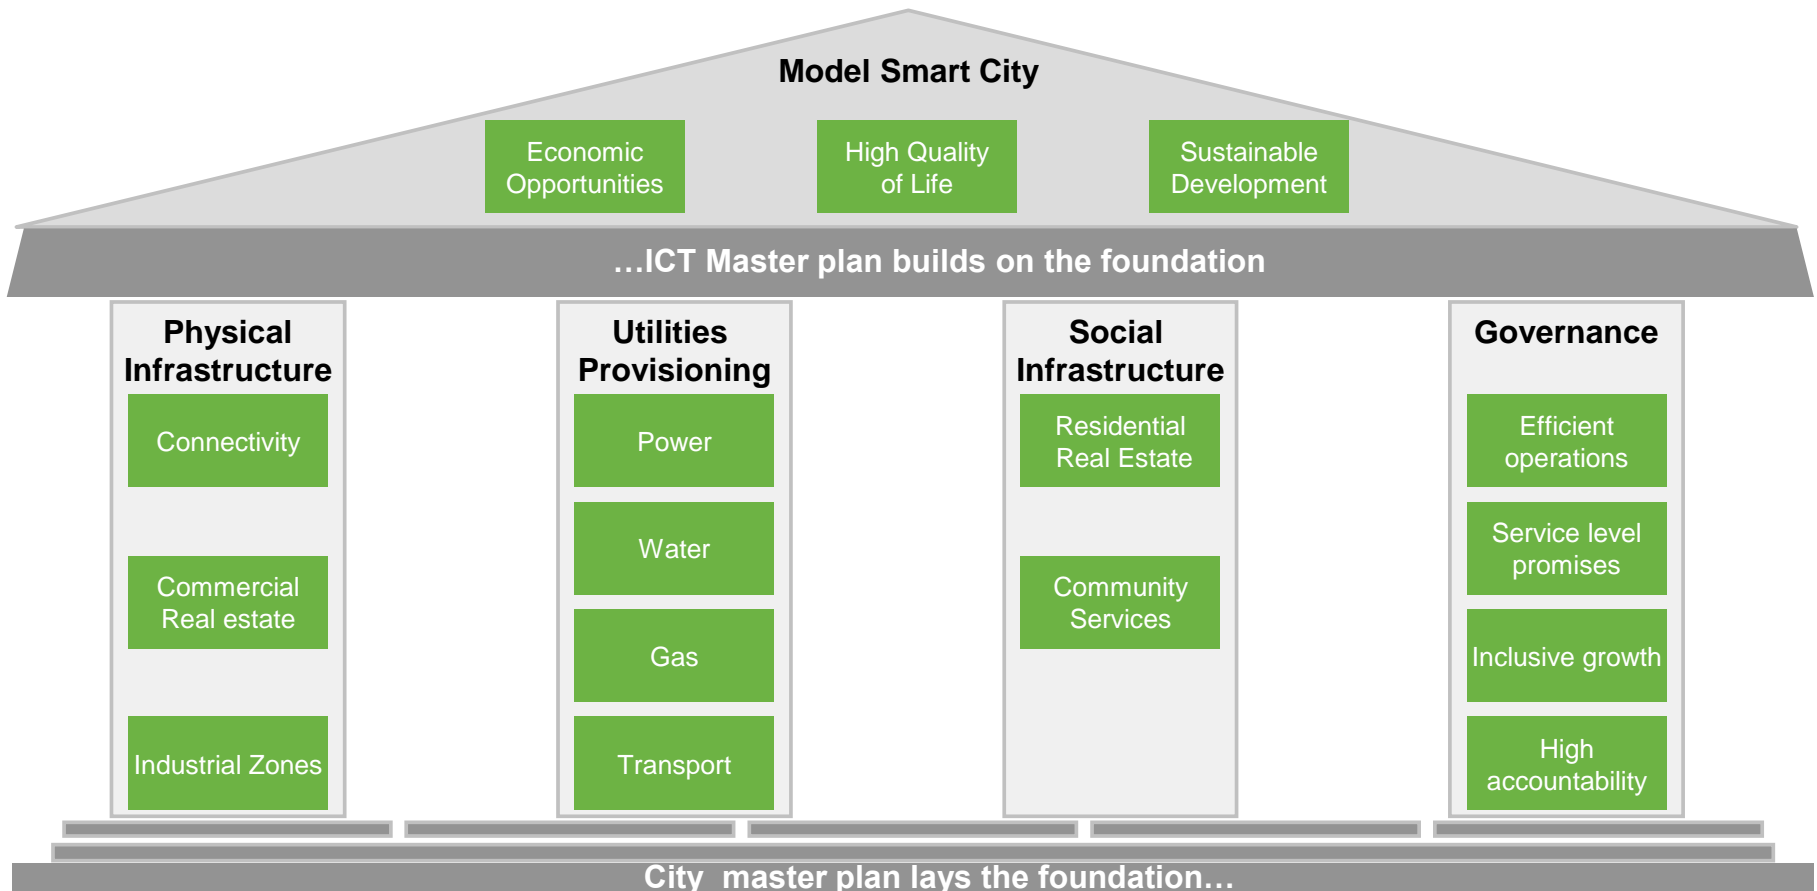 Model Smart City
Economic
Opportunities
High Quality
of Life
Sustainable
Development
…ICT Master plan builds on the foundation
Physical
Infrastructure
Connectivity
Commercial
Real estate
Industrial Zones
Utilities
Provisioning
Power
Water
Gas
Transport
Social
Infrastructure
Residential
Real Estate
Community
Services
Governance
Efficient
operations
Service level
promises
Inclusive growth
High
accountability
City master plan lays the foundation…